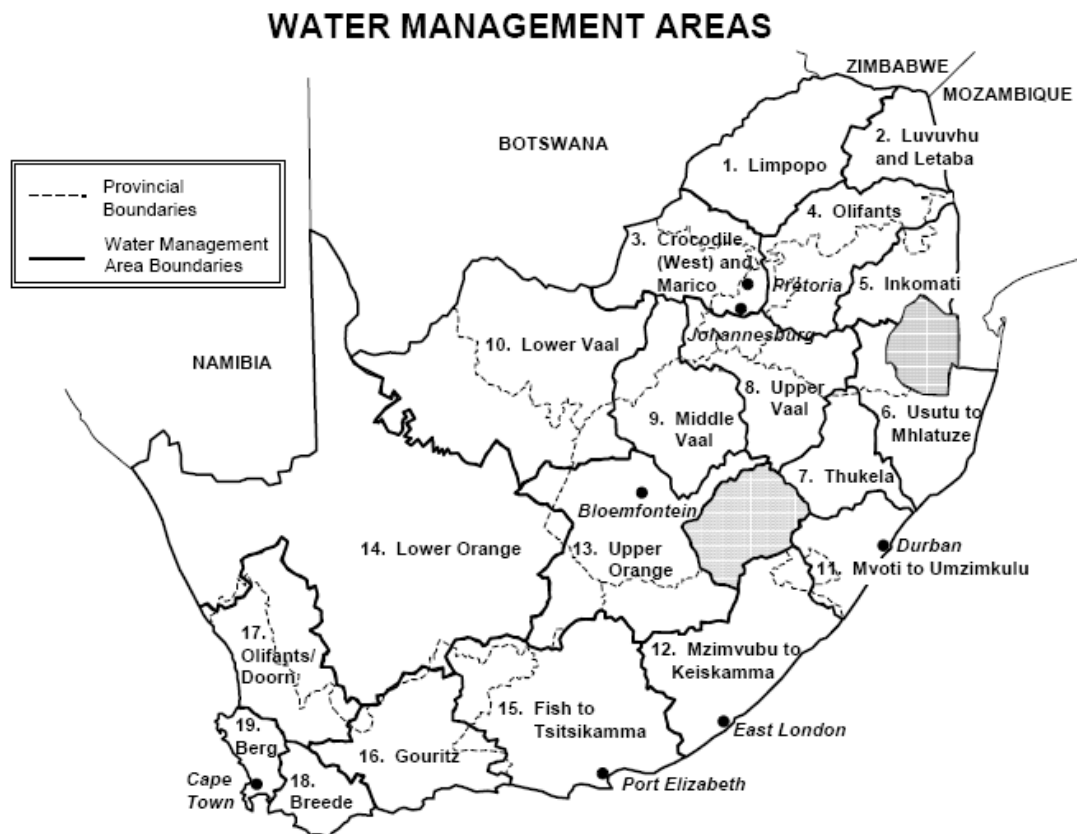 WATER MANAGEMENT AREAS
ZIMBABWE
MOZAMBIQUE
BOTSWANA
2. Luvuvhu
and Letaba
1. Limpopo
Provincial
Boundaries
Water Management
Area Boundaries
4. Olifants
3. Crocodile
(West) and
Marico
Pretoria
5. Inkomati
Johannesburg
10. Lower Vaal
NAMIBIA
8. Upper
Vaal
9. Middle
Vaal
6. Usutu to
Mhlatuze
7. Thukela
Bloemfontein
14. Lower Orange
13. Upper
Orange
Durban
11. Mvoti to Umzimkulu
17.
Olifants/
Doorn
12. Mzimvubu to
Keiskamma
15. Fish to
Tsitsikamma
19.
Berg
East London
16. Gouritz
Cape
Town
18.
Breede
Port Elizabeth